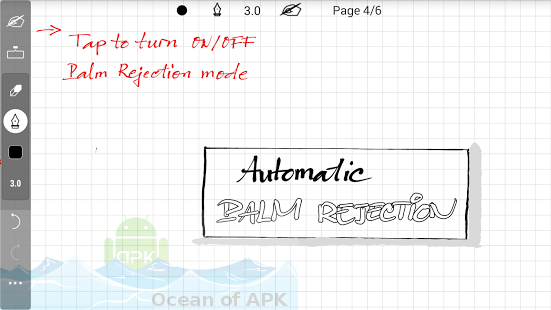 3.0 Page 4/6
→ Tap to turn ON/OFF
Palm Rejection mode
Automatic
PALM REJECTION
3.0
APK
Ocean of APK